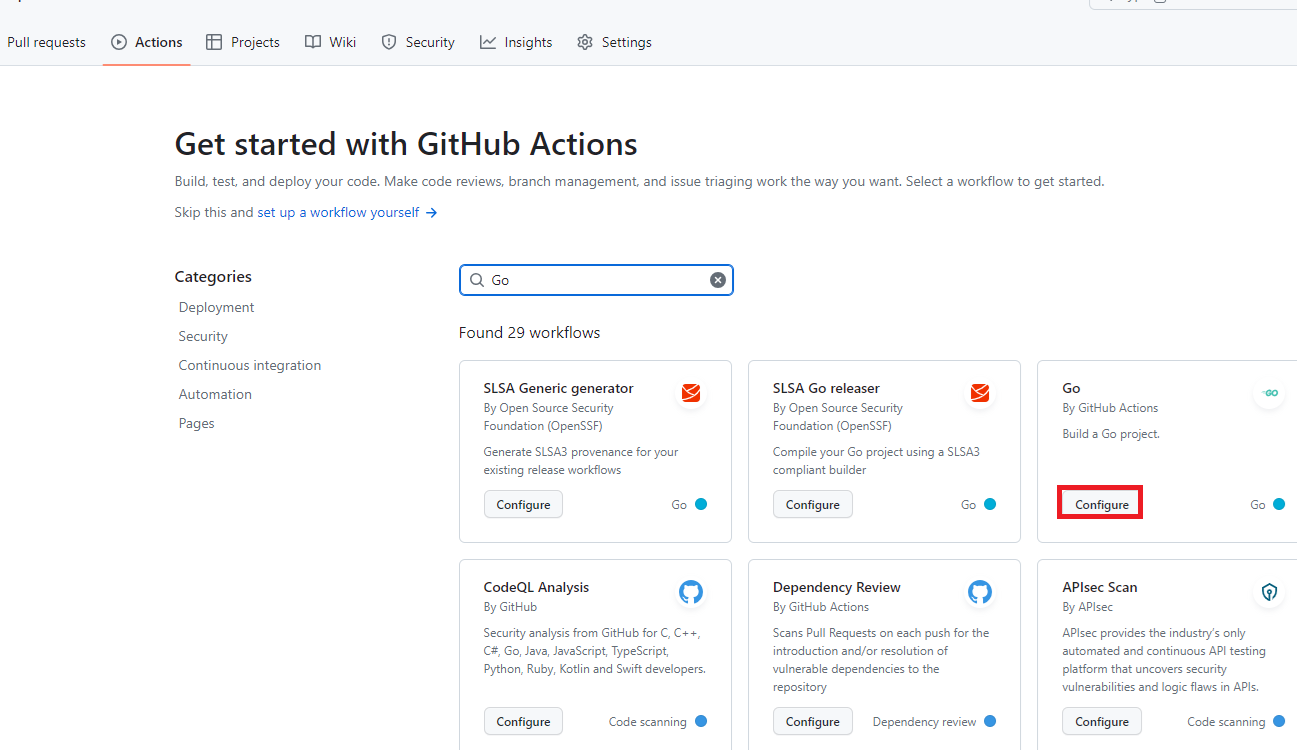 Pull requests Actions Projects Wiki Security Insights Settings
Get started with GitHub Actions
Build, test, and deploy your code. Make code reviews, branch management, and issue triaging work the way you want. Select a workflow to get started.
Skip this and set up a workflow yourself →
Categories
Deployment
Security
Continuous integration
Automation
Pages
Go
Found 29 workflows
SLSA Generic generator
By Open Source Security
Foundation (OpenSSF)
Generate SLSA3 provenance for your
existing release workflows
Configure Go
SLSA Go releaser
By Open Source Security
Foundation (OpenSSF)
Compile your Go project using a SLSA3
compliant builder
Configure Go
Go
GO
By GitHub Actions
Build a Go project.
Configure Go
CodeQL Analysis
By GitHub
Security analysis from GitHub for C, C++,
C#, Go, Java, JavaScript, TypeScript,
Python, Ruby, Kotlin and Swift developers.
Configure Code scanning
Dependency Review
By GitHub Actions
Scans Pull Requests on each push for the
introduction and/or resolution of
vulnerable dependencies to the
repository
Configure Dependency review
APIsec Scan
By APIsec
APIsec provides the industry's only
automated and continuous API testing
platform that uncovers security
vulnerabilities and logic flaws in APIs.
Configure Code scanning